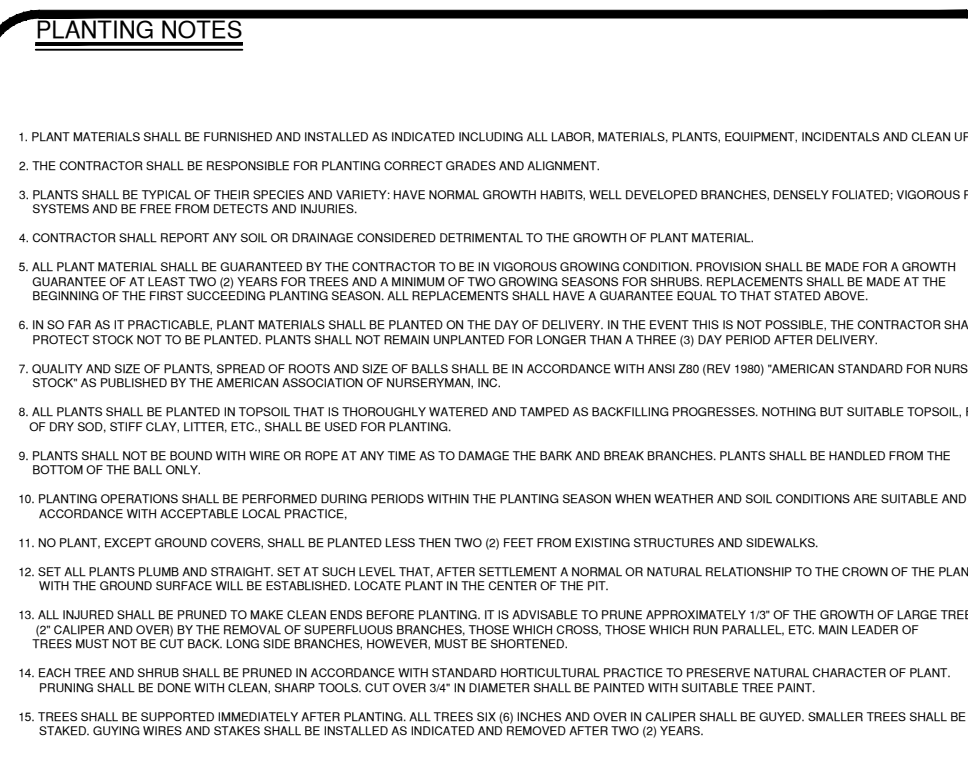 PLANTING NOTES
1. PLANT MATERIALS SHALL BE FURNISHED AND INSTALLED AS INDICATED INCLUDING ALL LABOR, MATERIALS, PLANTS, EQUIPMENT, INCIDENTALS AND CLEAN
2. THE CONTRACTOR SHALL BE RESPONSIBLE FOR PLANTING CORRECT GRADES AND ALIGNMENT.
3. PLANTS SHALL BE TYPICAL OF THEIR SPECIES AND VARIETY: HAVE NORMAL GROWTH HABITS, WELL DEVELOPED BRANCHES, DENSELY FOLIATED; VIGOROUS
SYSTEMS AND BE FREE FROM DETECTS AND INJURIES.
4. CONTRACTOR SHALL REPORT ANY SOIL OR DRAINAGE CONSIDERED DETRIMENTAL TO THE GROWTH OF PLANT MATERIAL.
5. ALL PLANT MATERIAL SHALL BE GUARANTEED BY THE CONTRACTOR TO BE IN VIGOROUS GROWING CONDITION. PROVISION SHALL BE MADE FOR A GROWTH
GUARANTEE OF AT LEAST TWO (2) YEARS FOR TREES AND A MINIMUM OF TWO GROWING SEASONS FOR SHRUBS. REPLACEMENTS SHALL BE MADE AT THE
BEGINNING OF THE FIRST SUCCEEDING PLANTING SEASON. ALL REPLACEMENTS SHALL HAVE A GUARANTEE EQUAL TO THAT STATED ABOVE.
6. IN SO FAR AS IT PRACTICABLE, PLANT MATERIALS SHALL BE PLANTED ON THE DAY OF DELIVERY. IN THE EVENT THIS IS NOT POSSIBLE, THE CONTRACTOR SHA
PROTECT STOCK NOT TO BE PLANTED. PLANTS SHALL NOT REMAIN UNPLANTED FOR LONGER THAN A THREE (3) DAY PERIOD AFTER DELIVERY.
7. QUALITY AND SIZE OF PLANTS, SPREAD OF ROOTS AND SIZE OF BALLS SHALL BE IN ACCORDANCE WITH ANSI Z80 (REV 1980) "AMERICAN STANDARD FOR NURS
STOCK" AS PUBLISHED BY THE AMERICAN ASSOCIATION OF NURSERYMAN, INC.
8. ALL PLANTS SHALL BE PLANTED IN TOPSOIL THAT IS THOROUGHLY WATERED AND TAMPED AS BACKFILLING PROGRESSES. NOTHING BUT SUITABLE TOPSOIL,
OF DRY SOD, STIFF CLAY, LITTER, ETC., SHALL BE USED FOR PLANTING.
9. PLANTS SHALL NOT BE BOUND WITH WIRE OR ROPE AT ANY TIME AS TO DAMAGE THE BARK AND BREAK BRANCHES. PLANTS SHALL BE HANDLED FROM THE
BOTTOM OF THE BALL ONLY.
10. PLANTING OPERATIONS SHALL BE PERFORMED DURING PERIODS WITHIN THE PLANTING SEASON WHEN WEATHER AND SOIL CONDITIONS ARE SUITABLE AND
ACCORDANCE WITH ACCEPTABLE LOCAL PRACTICE,
11. NO PLANT, EXCEPT GROUND COVERS, SHALL BE PLANTED LESS THEN TWO (2) FEET FROM EXISTING STRUCTURES AND SIDEWALKS.
12. SET ALL PLANTS PLUMB AND STRAIGHT. SET AT SUCH LEVEL THAT, AFTER SETTLEMENT A NORMAL OR NATURAL RELATIONSHIP TO THE CROWN OF THE PLAN
WITH THE GROUND SURFACE WILL BE ESTABLISHED. LOCATE PLANT IN THE CENTER OF THE PIT.
13. ALL INJURED SHALL BE PRUNED TO MAKE CLEAN ENDS BEFORE PLANTING. IT IS ADVISABLE TO PRUNE APPROXIMATELY 1/3" OF THE GROWTH OF LARGE TREE
(2" CALIPER AND OVER) BY THE REMOVAL OF SUPERFLUOUS BRANCHES, THOSE WHICH CROSS, THOSE WHICH RUN PARALLEL, ETC. MAIN LEADER OF
TREES MUST NOT BE CUT BACK. LONG SIDE BRANCHES, HOWEVER, MUST BE SHORTENED.
14. EACH TREE AND SHRUB SHALL BE PRUNED IN ACCORDANCE WITH STANDARD HORTICULTURAL PRACTICE TO PRESERVE NATURAL CHARACTER OF PLANT.
PRUNING SHALL BE DONE WITH CLEAN, SHARP TOOLS. CUT OVER 3/4" IN DIAMETER SHALL BE PAINTED WITH SUITABLE TREE PAINT.
15. TREES SHALL BE SUPPORTED IMMEDIATELY AFTER PLANTING. ALL TREES SIX (6) INCHES AND OVER IN CALIPER SHALL BE GUYED. SMALLER TREES SHALL BE
STAKED. GUYING WIRES AND STAKES SHALL BE INSTALLED AS INDICATED AND REMOVED AFTER TWO (2) YEARS.